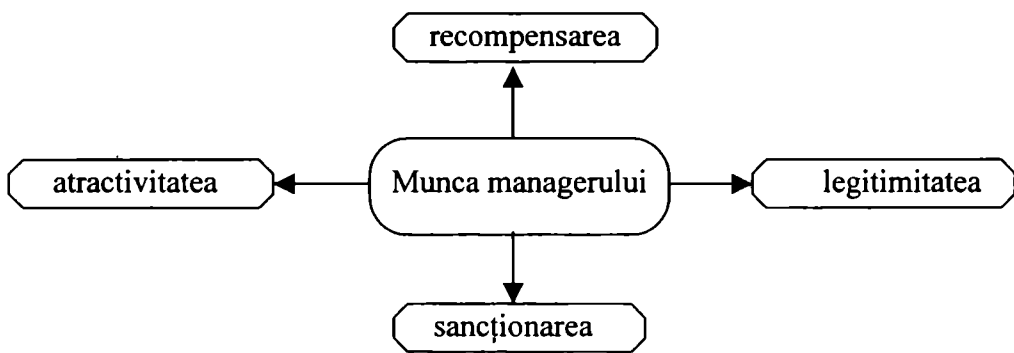 recompensarea
atractivitatea
Munca managerului
legitimitatea
sancționarea